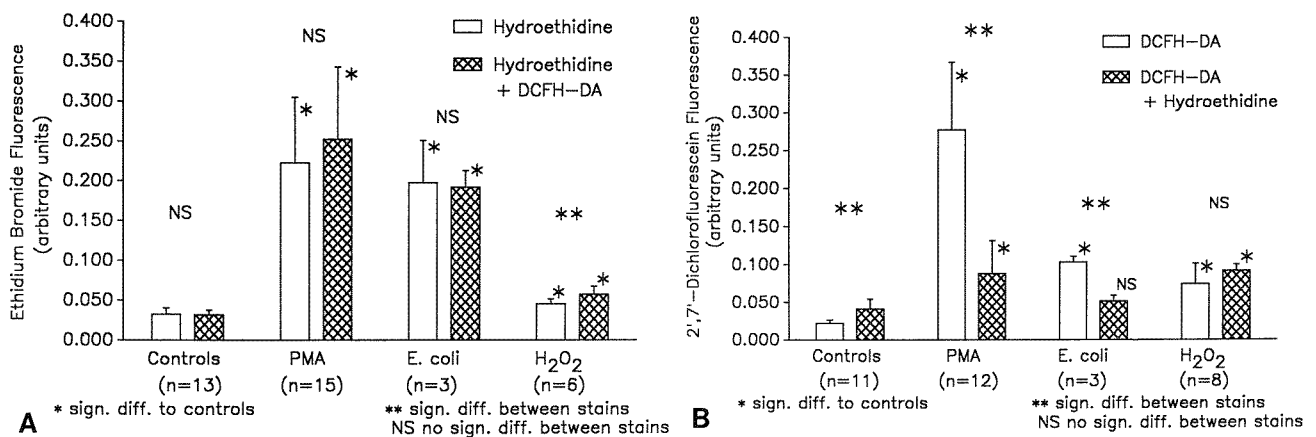 Ethidium Bromide Fluorescence
(arbitrary units)
0.400
0.350
0.300
0.250
0.200
0.150
0.100
0.050
0.000
Hydroethidine
Hydroethidine
+ DCFH-DA
NS
NS
*
*
NS
*
*
**
*
*
Controls
(n=13)
PMA
(n=15)
E. coli
(n=3)
H2O2
(n=6)
* sign. diff. to controls
** sign. diff. between stains
NS no sign. diff. between stains
A
2',7'-Dichlorofluorescein Fluorescence
(arbitrary units)
0.400
0.350
0.300
0.250
0.200
0.150
0.100
0.050
0.000
DCFH-DA
DCFH-DA
+ Hydroethidine
**
**
*
*
**
*
NS
NS
*
*
Controls
(n=11)
PMA
(n=12)
E. coli
(n=3)
H2O2
(n=8)
* sign. diff. to controls
** sign. diff. between stains
NS no sign. diff. between stains
B